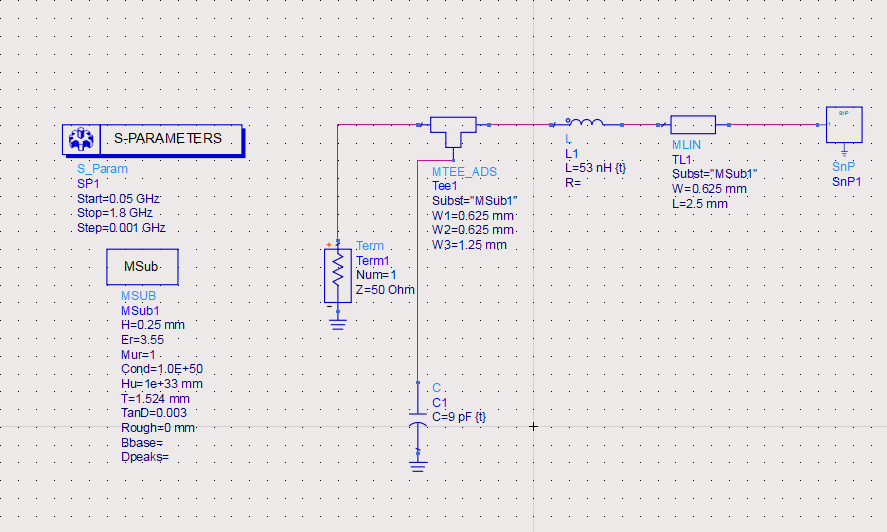 S-PARAMETERS
S_Param
SP1
Start=0.05 GHz
Stop=1.8 GHz
Step=0.001 GHz
MSub
MSUB
MSub1
H=0.25 mm
Er=3.55
Mur=1
Cond=1.0E+50
Hu=1e+33 mm
T=1.524 mm
TanD=0.003
Rough=0 mm
Bbase=
Dpeaks=
+
Term
Term1
Num=1
Z=50 Ohm
-
MTEE_ADS
Tee1
Subst="MSub1"
W1=0.625 mm
W2=0.625 mm
W3=1.25 mm
C
C1
C=9 pF {t}
L
L1
L=53 nH {t}
R=
MLIN
TL1
Subst="MSub1"
W=0.625 mm
L=2.5 mm
SnP
SnP
SnP1